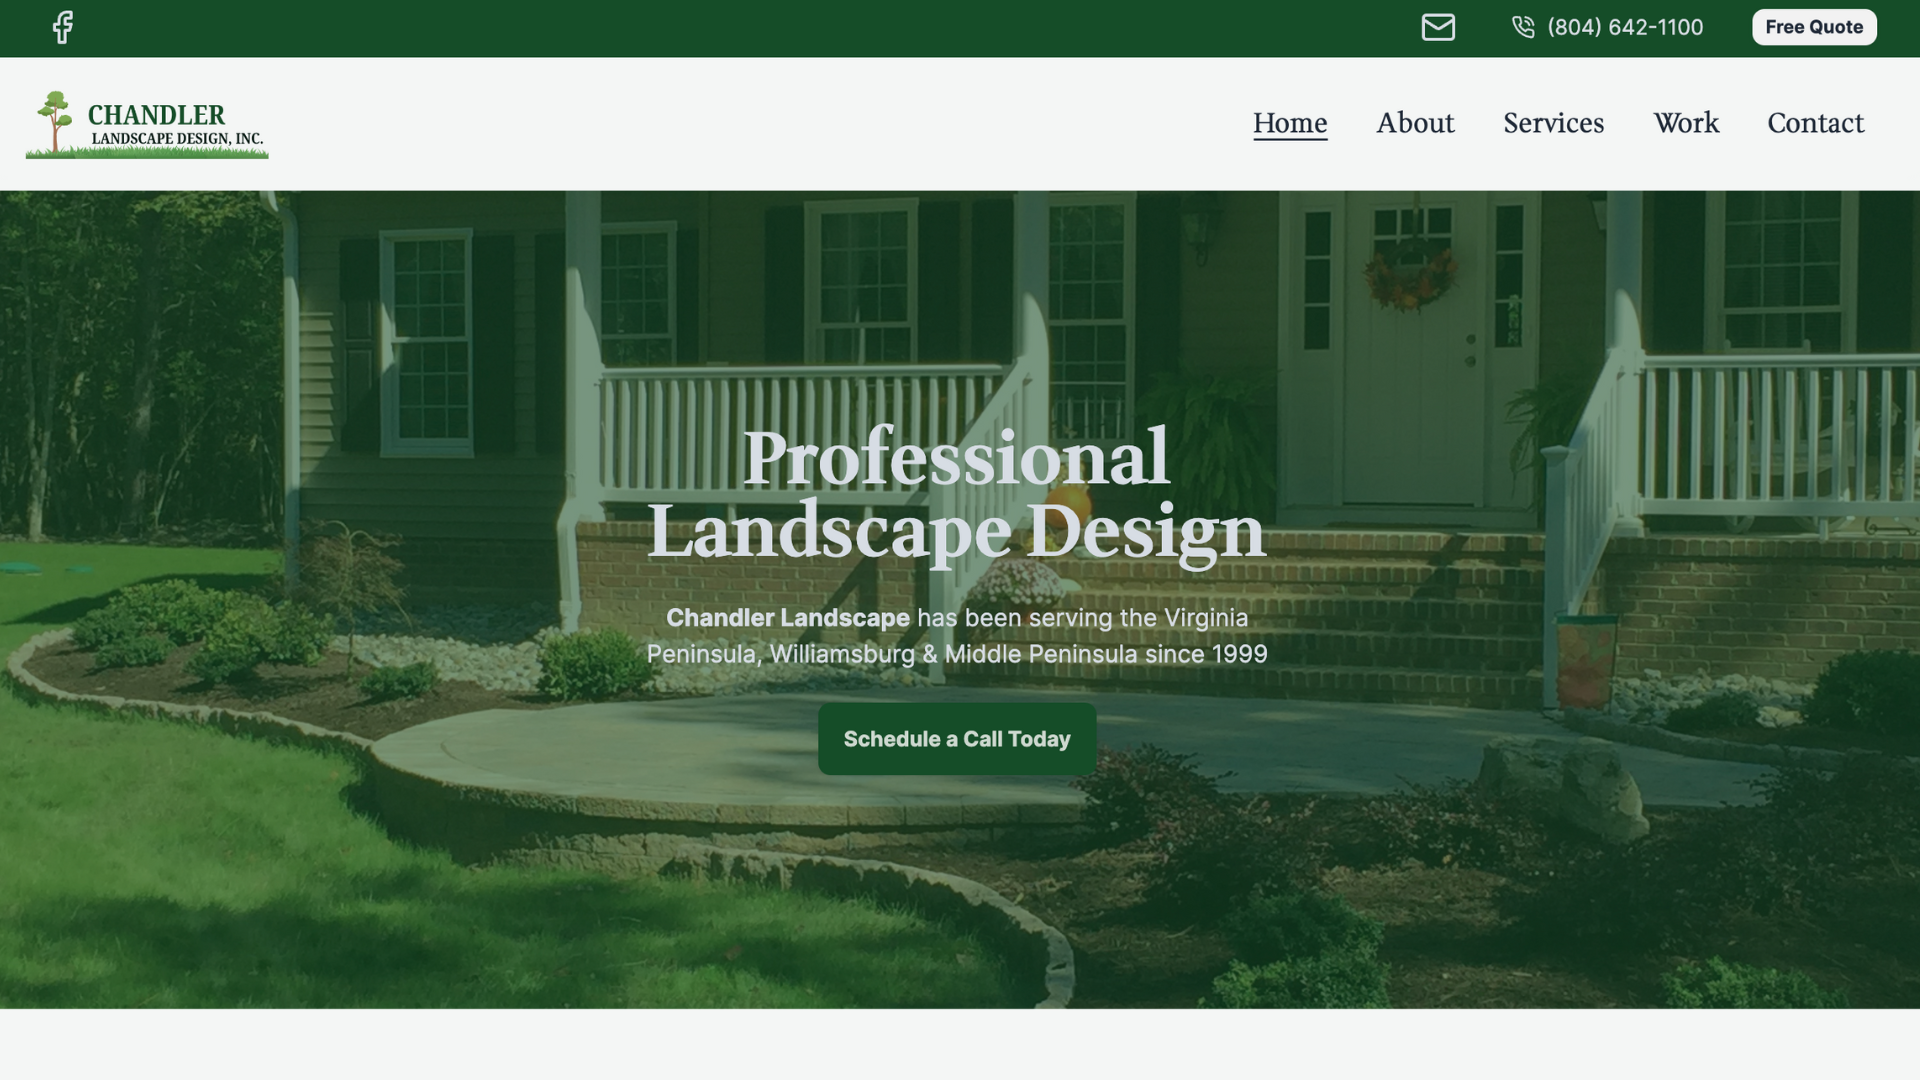 (804) 642-1100
Free Quote
CHANDLER
LANDSCAPE DESIGN, INC.
Home
About
Services
Work
Contact
Professional
Landscape Design
Chandler Landscape has been serving the Virginia
Peninsula, Williamsburg & Middle Peninsula since 1999
Schedule a Call Today